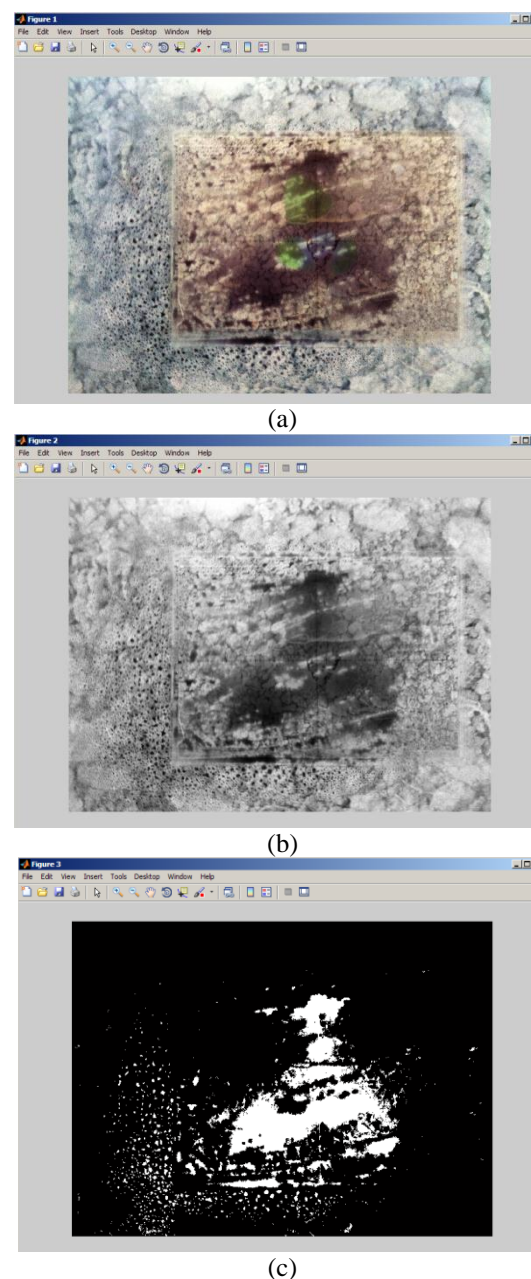 Figure 1
File Edit View Insert Tools Desktop Window Help
(a)
Figure 2
File Edit View Insert Tools Desktop Window Help
(b)
Figure 3
File Edit View Insert Tools Desktop Window Help
(c)